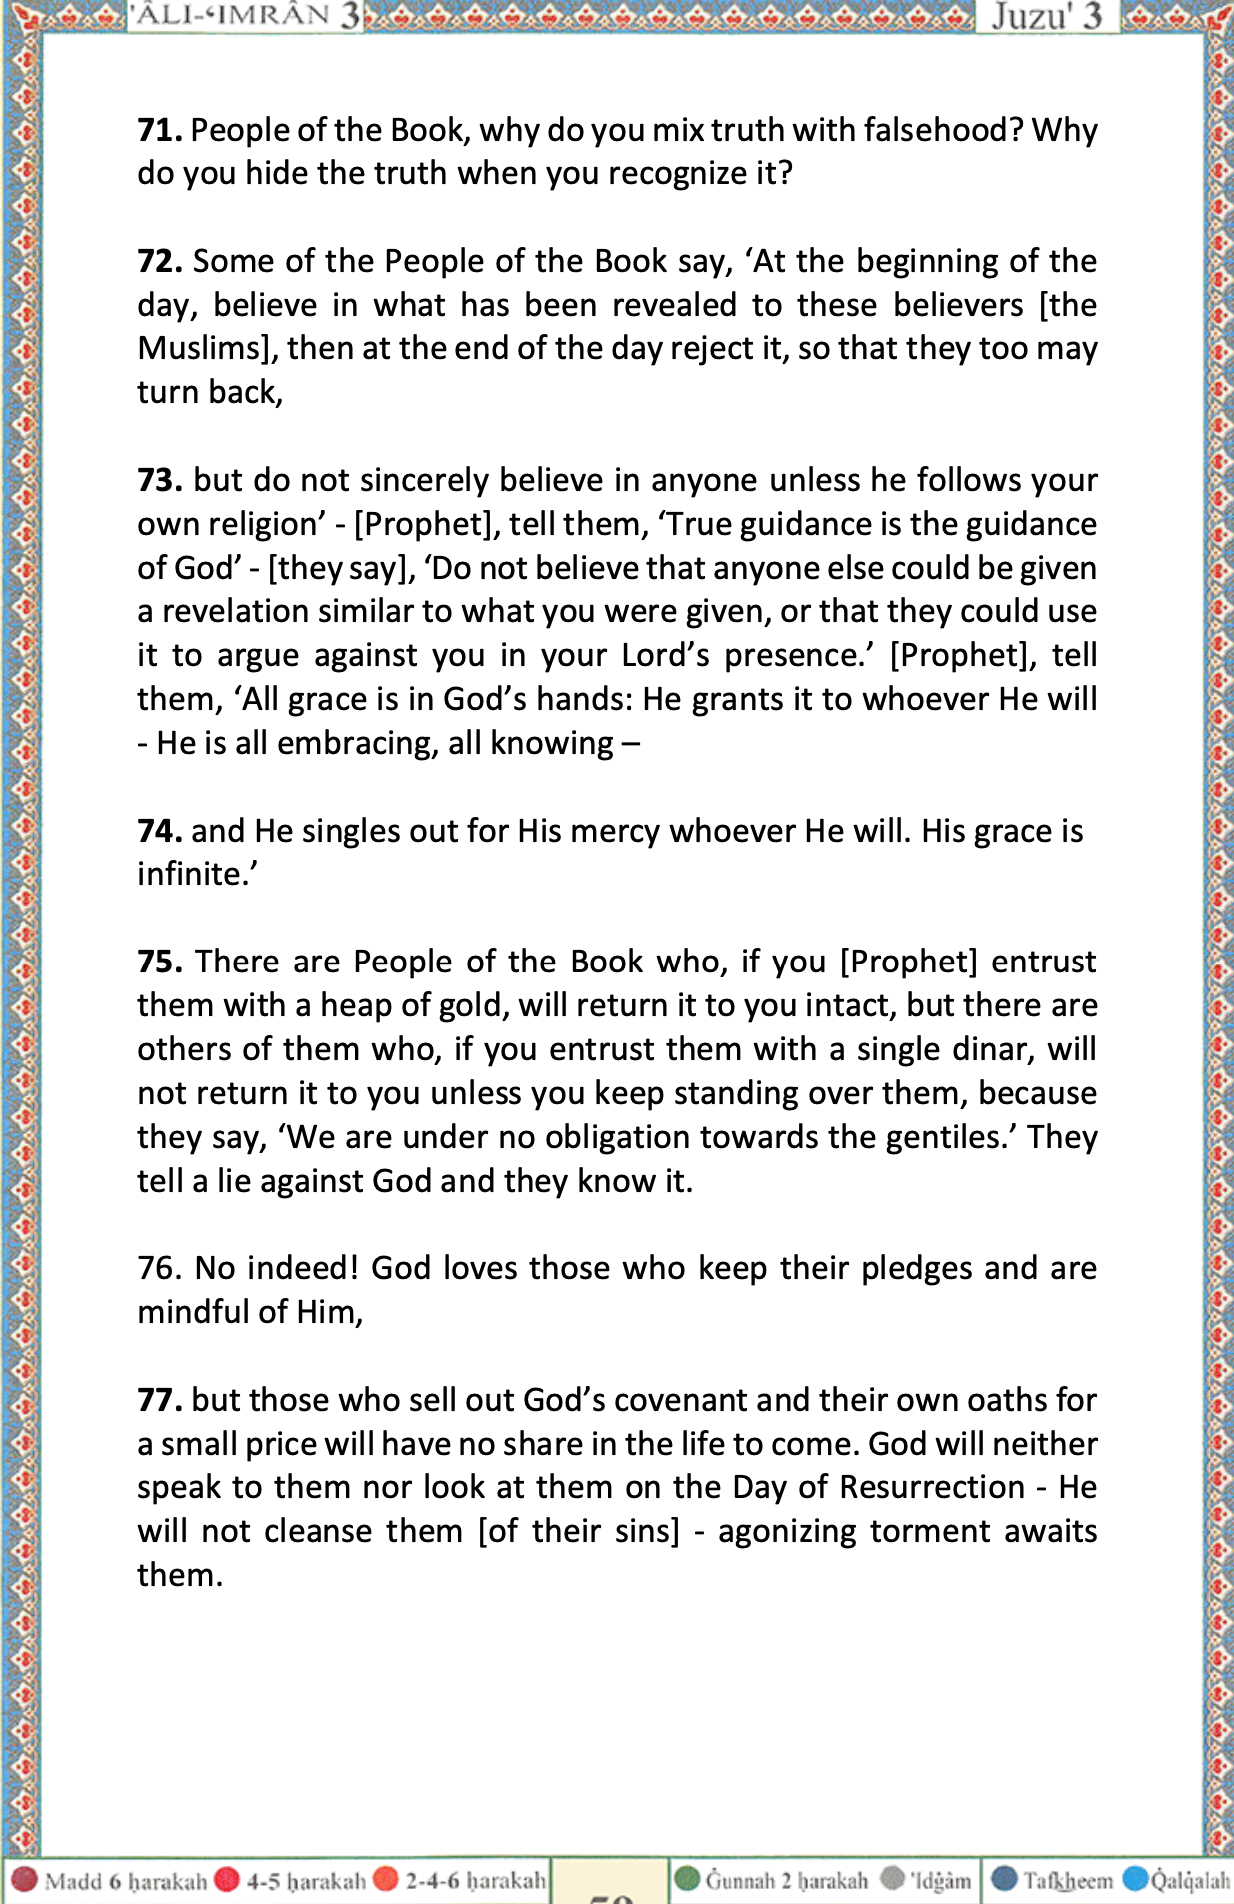 'ÂLI-‘IMRÂN 3 Juzu' 3
71. People of the Book, why do you mix truth with falsehood? Why
do you hide the truth when you recognize it?
72. Some of the People of the Book say, ‘At the beginning of the
day, believe in what has been revealed to these believers [the
Muslims], then at the end of the day reject it, so that they too may
turn back,
73. but do not sincerely believe in anyone unless he follows your
own religion’ - [Prophet], tell them, ‘True guidance is the guidance
of God’ - [they say], ‘Do not believe that anyone else could be given
a revelation similar to what you were given, or that they could use
it to argue against you in your Lord’s presence.’ [Prophet], tell
them, ‘All grace is in God’s hands: He grants it to whoever He will
- He is all embracing, all knowing –
74. and He singles out for His mercy whoever He will. His grace is
infinite.’
75. There are People of the Book who, if you [Prophet] entrust
them with a heap of gold, will return it to you intact, but there are
others of them who, if you entrust them with a single dinar, will
not return it to you unless you keep standing over them, because
they say, ‘We are under no obligation towards the gentiles.’ They
tell a lie against God and they know it.
76. No indeed! God loves those who keep their pledges and are
mindful of Him,
77. but those who sell out God’s covenant and their own oaths for
a small price will have no share in the life to come. God will neither
speak to them nor look at them on the Day of Resurrection - He
will not cleanse them [of their sins] - agonizing torment awaits
them.
Madd 6 ḥarakah 4-5 ḥarakah 2-4-6 ḥarakah Ġunnah 2 ḥarakah 'Idġâm Tafkheem Qalqalah